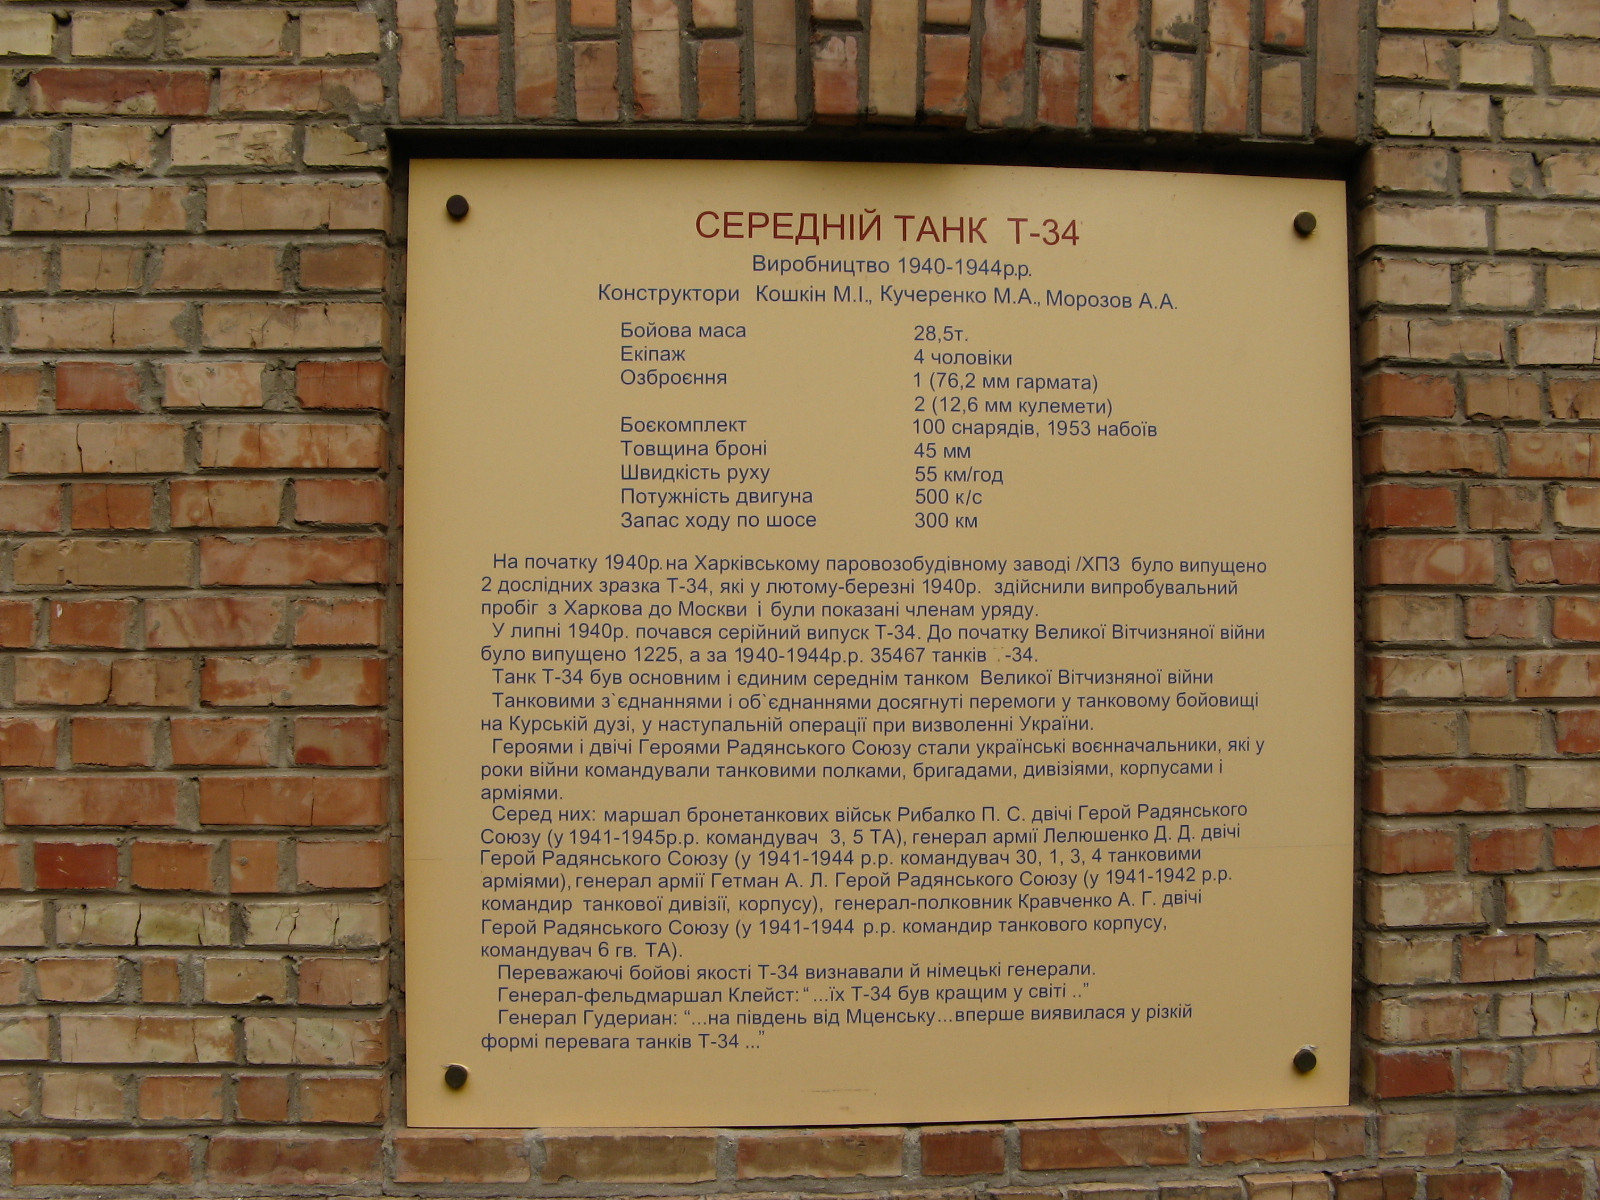 СЕРЕДНІЙ ТАНК Т-34
Виробництво 1940-1944р.р.
Конструктори Кошкін М.І., Кучеренко М.А., Морозов А.А.
Бойова маса 28,5т.
Екіпаж 4 чоловіки
Озброєння 1 (76,2 мм гармата)
2 (12,6 мм кулемети)
Боєкомплект 100 снарядів, 1953 набоїв
Товщина броні 45 мм
Швидкість руху 55 км/год
Потужність двигуна 500 к/с
Запас ходу по шосе 300 км
На початку 1940р. на Харківському паровозобудівному заводі /ХПЗ було випущено
2 дослідних зразка Т-34, які у лютому-березні 1940р. здійснили випробувальний
пробіг з Харкова до Москви і були показані членам уряду.
У липні 1940р. почався серійний випуск Т-34. До початку Великої Вітчизняної війни
було випущено 1225, а за 1940-1944р.р. 35467 танків -34.
Танк Т-34 був основним і єдиним середнім танком Великої Вітчизняної війни
Танковими з`єднаннями і об`єднаннями досягнуті перемоги у танковому бойовищі
на Курській дузі, у наступальній операції при визволенні України.
Героями і двічі Героями Радянського Союзу стали українські воєнначальники, які у
роки війни командували танковими полками, бригадами, дивізіями, корпусами і
арміями.
Серед них: маршал бронетанкових військ Рибалко П. С. двічі Герой Радянського
Союзу (у 1941-1945р.р. командувач 3, 5 ТА), генерал армії Лелюшенко Д. Д. двічі
Герой Радянського Союзу (у 1941-1944 р.р. командувач 30, 1, 3, 4 танковими
арміями), генерал армії Гетман А. Л. Герой Радянського Союзу (у 1941-1942 р.р.
командир танкової дивізії, корпусу), генерал-полковник Кравченко А. Г. двічі
Герой Радянського Союзу (у 1941-1944 р.р. командир танкового корпусу,
командувач 6 гв. ТА).
Переважаючі бойові якості Т-34 визнавали й німецькі генерали.
Генерал-фельдмаршал Клейст: “...їх Т-34 був кращим у світі ..”
Генерал Гудериан: “...на південь від Мценську...вперше виявилася у різкій
формі перевага танків Т-34 ...”